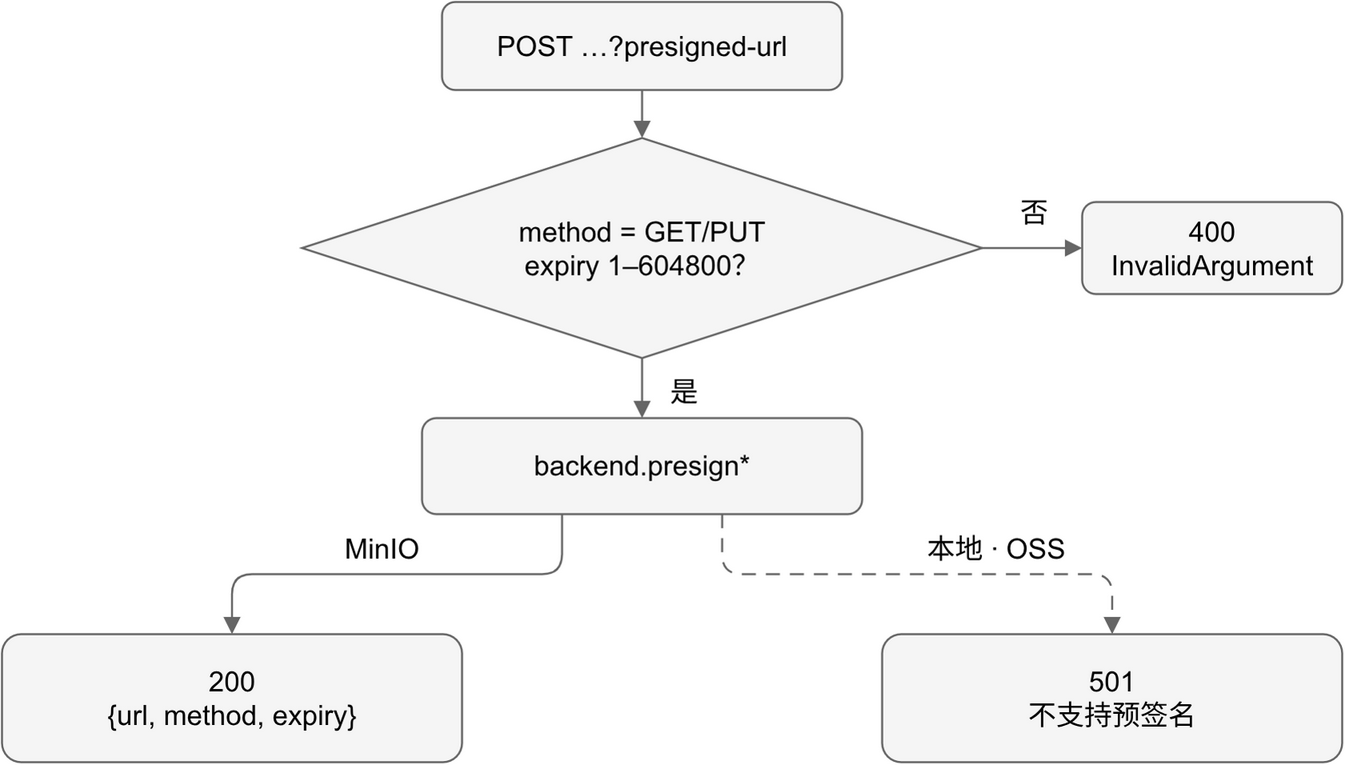 POST …?presigned-url
method = GET/PUT
expiry 1–604800？
否
400
InvalidArgument
是
backend.presign*
MinIO
本地 · OSS
200
{url, method, expiry}
501
不支持预签名